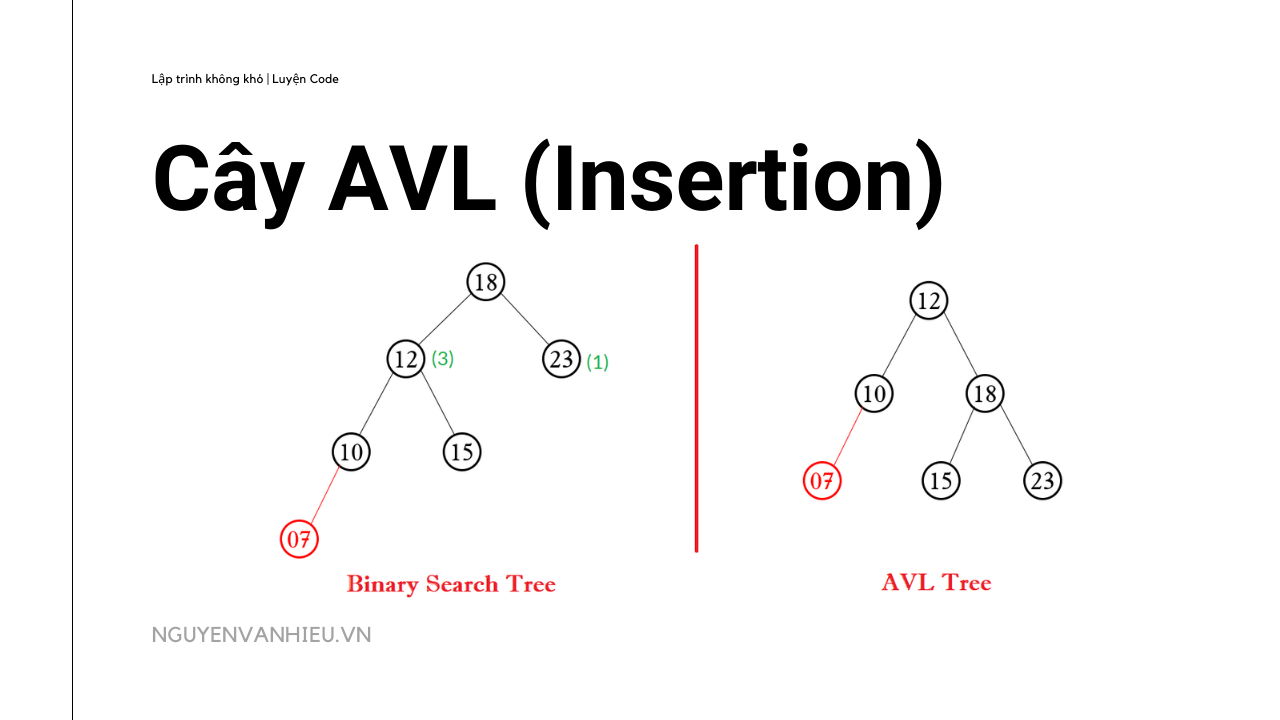 Lập trình không khó | Luyện Code
Cây AVL (Insertion)
18
12 (3)
23 (1)
10
15
07
Binary Search Tree
12
10
18
07
15
23
AVL Tree
NGUYENVANHIEU.VN